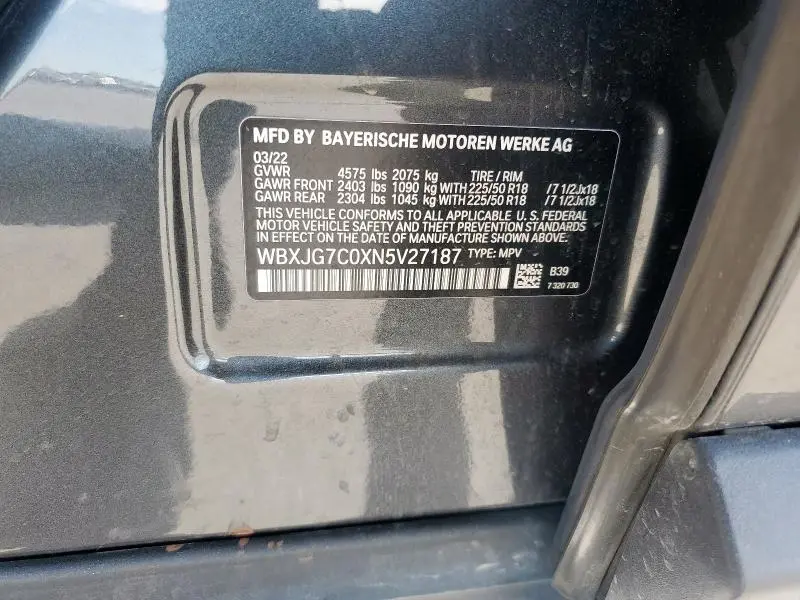 MFD BY BAYERISCHE MOTOREN WERKE AG
03/22
GVWR 4575 lbs 2075 kg TIRE / RIM
GAWR FRONT 2403 lbs 1090 kg WITH 225/50 R18 /7 1/2Jx18
GAWR REAR 2304 lbs 1045 kg WITH 225/50 R18 /7 1/2Jx18
THIS VEHICLE CONFORMS TO ALL APPLICABLE U. S. FEDERAL
MOTOR VEHICLE SAFETY AND THEFT PREVENTION STANDARDS
IN EFFECT ON THE DATE OF MANUFACTURE SHOWN ABOVE.
WBXJG7C0XN5V27187 TYPE: MPV
B39
7 320 730